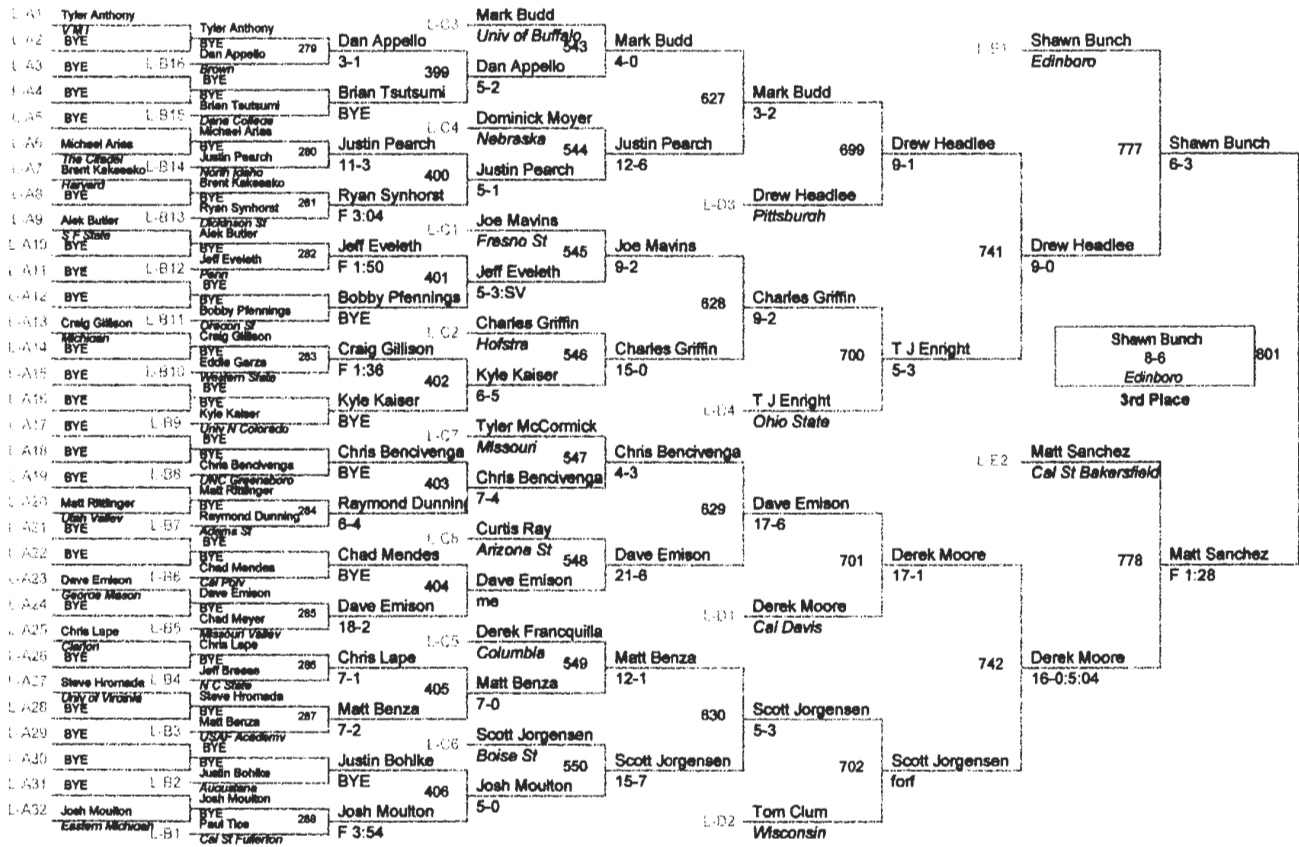 L-A1
Tyler Anthony
V M I
L-A2
BYE
L-A3
BYE
L-A4
BYE
L-A5
BYE
L-A6
Michael Aries
The Citadel
L-A7
Brent Kakesako
Harvard
L-A8
BYE
L-A9
Alek Butler
S F State
L-A10
BYE
L-A11
BYE
L-A12
BYE
L-A13
Craig Gillison
Michigan
L-A14
BYE
L-A15
BYE
L-A16
BYE
L-A17
BYE
L-A18
BYE
L-A19
BYE
L-A20
Matt Rittlinger
Utah Valley
L-A21
BYE
L-A22
BYE
L-A23
Dave Emison
George Mason
L-A24
BYE
L-A25
Chris Lape
Clarion
L-A26
BYE
L-A27
Steve Hromada
Univ of Virginia
L-A28
BYE
L-A29
BYE
L-A30
BYE
L-A31
BYE
L-A32
Josh Moulton
Eastern Michigan
Tyler Anthony
BYE
279
L-B16
Dan Appello
Brown
BYE
L-B15
Brian Tsutsumi
Dana College
Michael Aries
BYE
280
L-B14
Justin Pearch
North Idaho
Brent Kakesako
BYE
281
L-B13
Ryan Synhorst
Dickinson St
Alek Butler
BYE
282
L-B12
Jeff Eveleth
Penn
BYE
L-B11
Bobby Pfennings
Oregon St
Craig Gillison
BYE
283
L-B10
Eddie Garza
Western State
BYE
L-B9
Kyle Kaiser
Univ N Colorado
BYE
L-B8
Chris Bencivenga
UNC Greensboro
Matt Rittlinger
BYE
284
L-B7
Raymond Dunning
Adams St
BYE
L-B6
Chad Mendes
Cal Poly
Dave Emison
BYE
285
L-B5
Chad Meyer
Missouri Valley
Chris Lape
BYE
286
L-B4
Jeff Breese
N C State
Steve Hromada
BYE
287
L-B3
Matt Benza
USAF Academy
BYE
L-B2
Justin Bohlke
Augustana
Josh Moulton
BYE
288
L-B1
Paul Tice
Cal St Fullerton
Dan Appello
3-1
399
Brian Tsutsumi
BYE
Justin Pearch
11-3
400
Ryan Synhorst
F 3:04
Jeff Eveleth
F 1:50
401
Bobby Pfennings
BYE
Craig Gillison
F 1:36
402
Kyle Kaiser
BYE
Chris Bencivenga
BYE
403
Raymond Dunning
6-4
Chad Mendes
BYE
404
Dave Emison
18-2
Chris Lape
7-1
405
Matt Benza
7-2
Justin Bohlke
BYE
406
Josh Moulton
F 3:54
L-C3
Mark Budd
Univ of Buffalo
543
Dan Appello
5-2
L-C4
Dominick Moyer
Nebraska
544
Justin Pearch
5-1
L-C1
Joe Mavins
Fresno St
545
Jeff Eveleth
5-3:SV
L-C2
Charles Griffin
Hofstra
546
Kyle Kaiser
6-5
L-C7
Tyler McCormick
Missouri
547
Chris Bencivenga
7-4
L-C8
Curtis Ray
Arizona St
548
Dave Emison
me
L-C5
Derek Francquilla
Columbia
549
Matt Benza
7-0
L-C6
Scott Jorgensen
Boise St
550
Josh Moulton
5-0
Mark Budd
4-0
627
Justin Pearch
12-6
Joe Mavins
9-2
628
Charles Griffin
15-0
Chris Bencivenga
4-3
629
Dave Emison
21-6
Matt Benza
12-1
630
Scott Jorgensen
15-7
Mark Budd
3-2
699
L-D3
Drew Headlee
Pittsburgh
Charles Griffin
9-2
700
L-D4
T J Enright
Ohio State
Dave Emison
17-6
701
L-D1
Derek Moore
Cal Davis
Scott Jorgensen
5-3
702
L-D2
Tom Clum
Wisconsin
Drew Headlee
9-1
741
T J Enright
5-3
Derek Moore
17-1
742
Scott Jorgensen
forf
L-E1
Shawn Bunch
Edinboro
777
Drew Headlee
9-0
L-E2
Matt Sanchez
Cal St Bakersfield
778
Derek Moore
16-0:5:04
Shawn Bunch
6-3
Matt Sanchez
F 1:28
Shawn Bunch
8-6
Edinboro
801
3rd Place